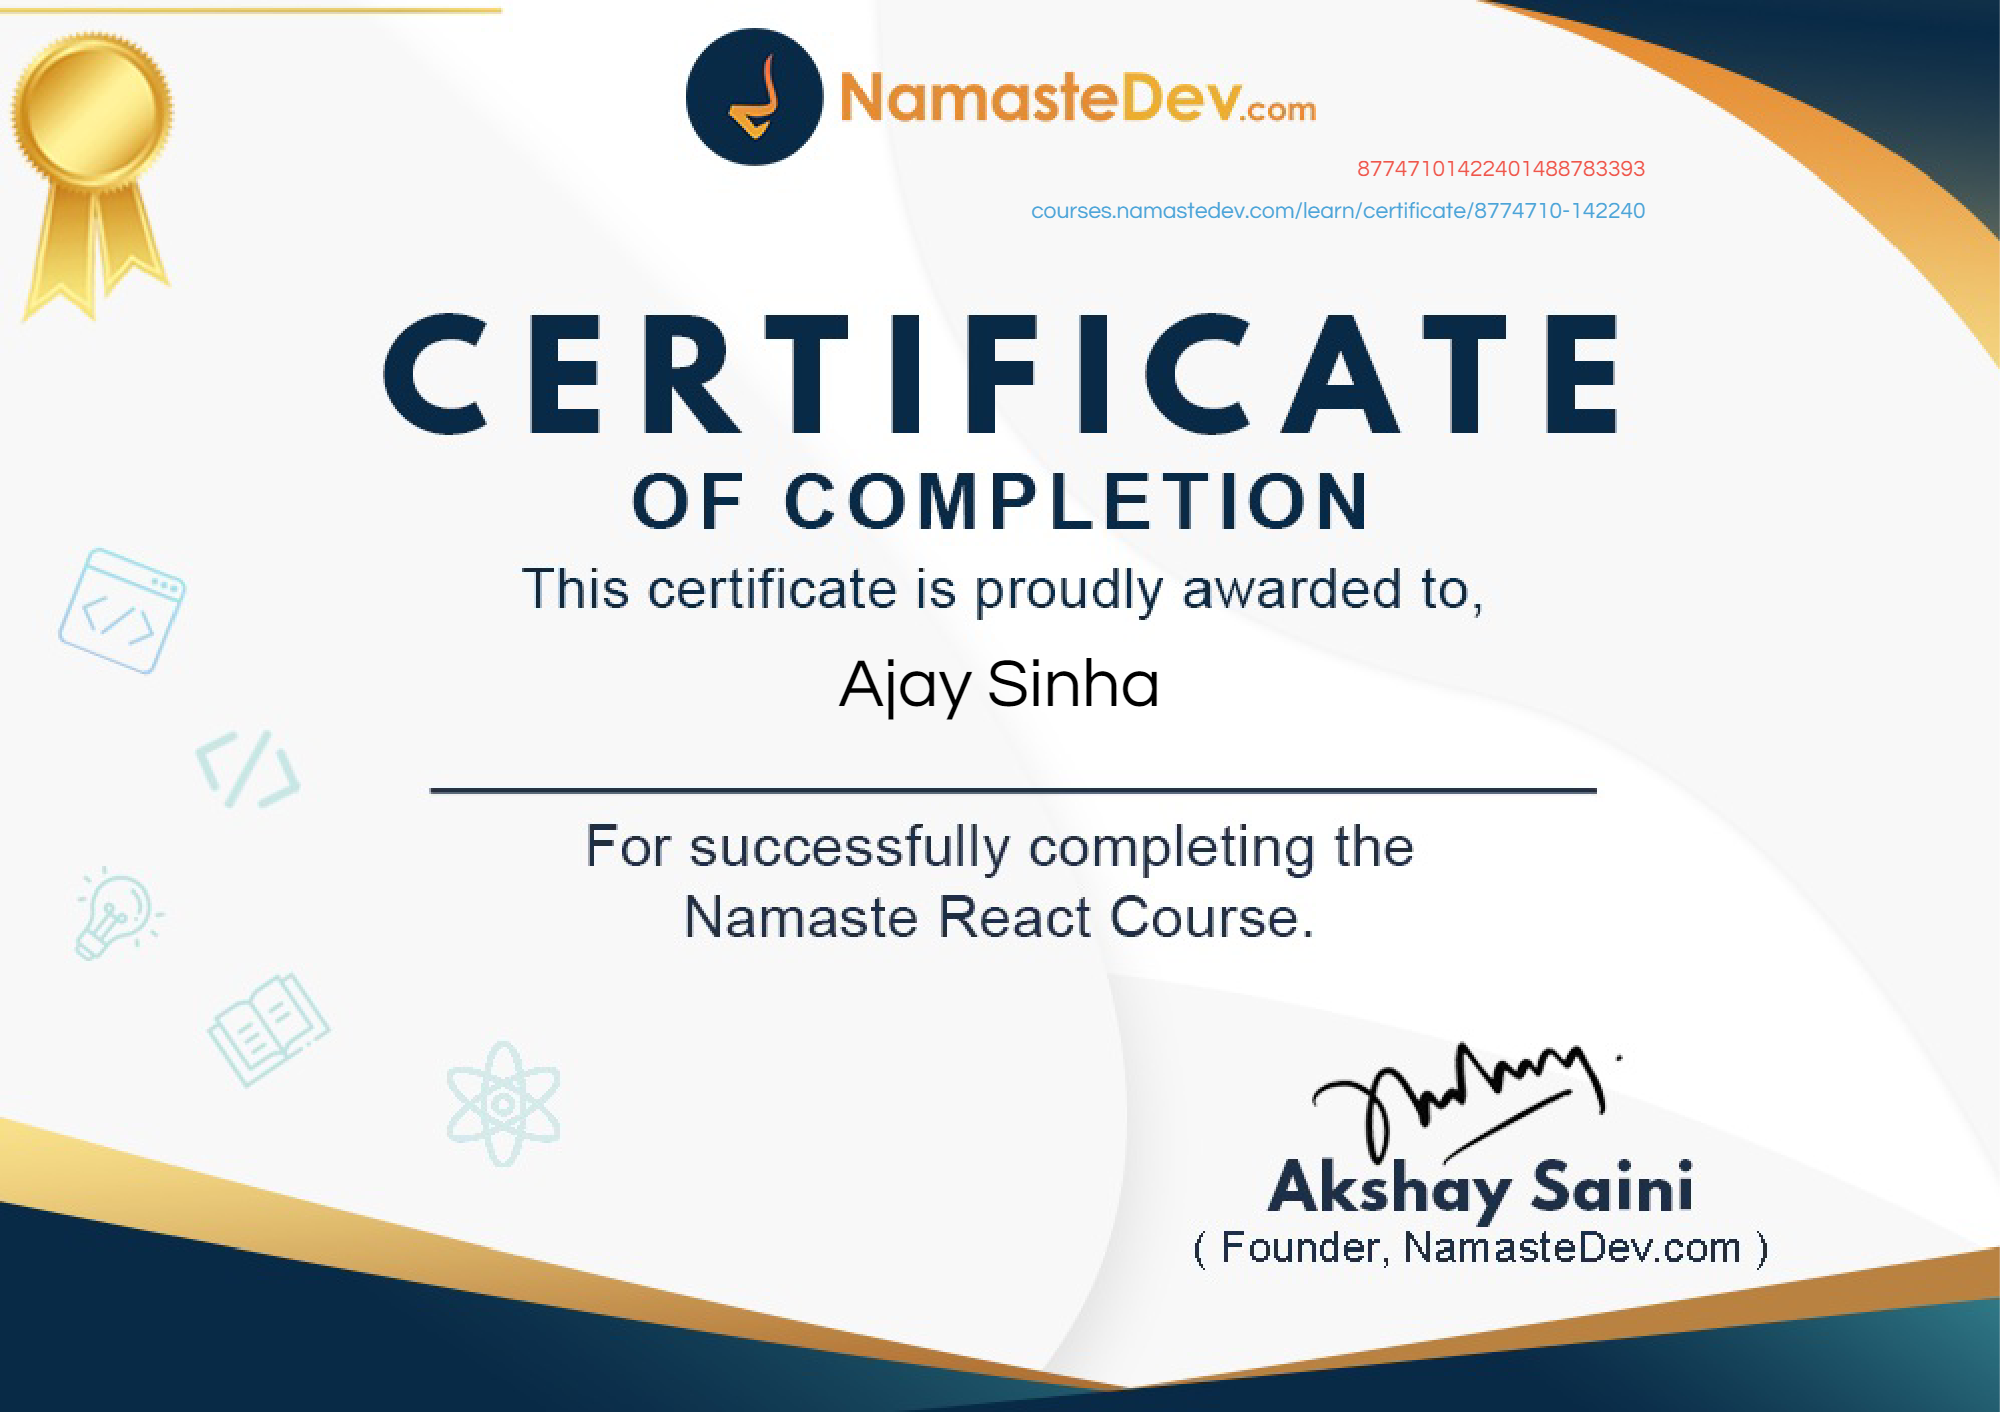 NamasteDev.com
87747101422401488783393
courses.namastedev.com/learn/certificate/8774710-142240
CERTIFICATE
OF COMPLETION
This certificate is proudly awarded to,
Ajay Sinha
For successfully completing the
Namaste React Course.
Akshay Saini
( Founder, NamasteDev.com )